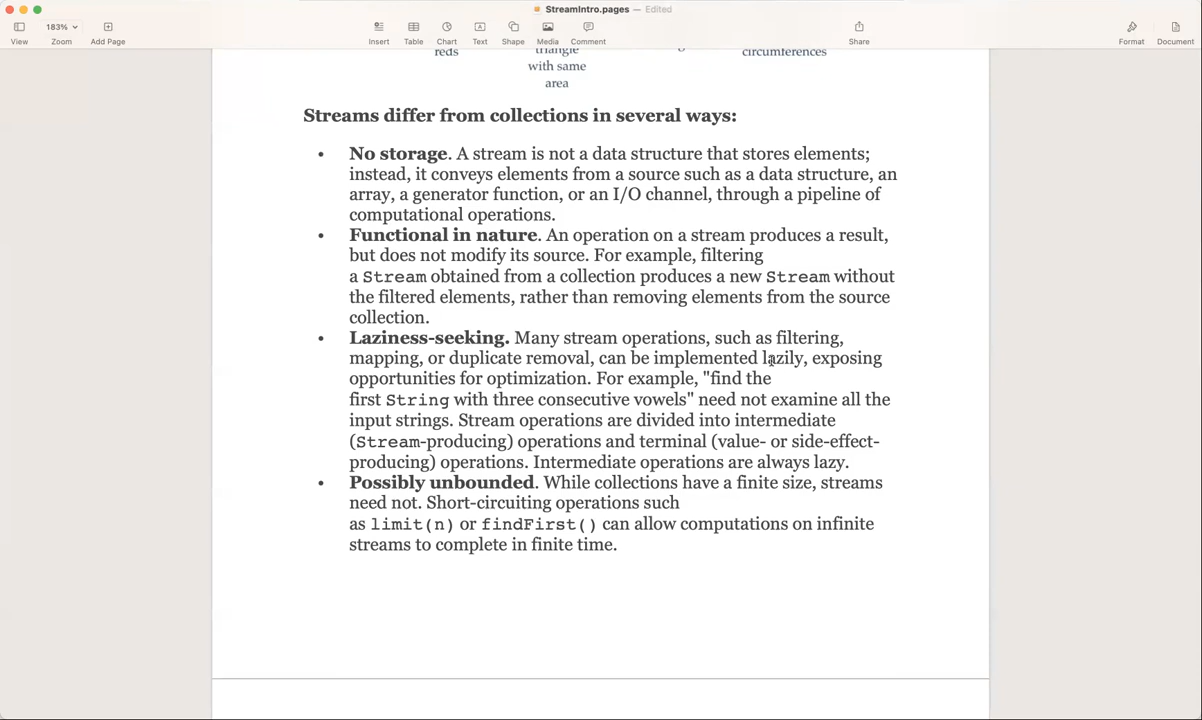 StreamIntro.pages — Edited
183%
View
Zoom
Add Page
Insert
Table
Chart
Text
Shape
Media
Comment
Share
Format
Document
reds
triangle
circumferences
with same
area
Streams differ from collections in several ways:
• No storage. A stream is not a data structure that stores elements;
instead, it conveys elements from a source such as a data structure, an
array, a generator function, or an I/O channel, through a pipeline of
computational operations.
• Functional in nature. An operation on a stream produces a result,
but does not modify its source. For example, filtering
a Stream obtained from a collection produces a new Stream without
the filtered elements, rather than removing elements from the source
collection.
• Laziness-seeking. Many stream operations, such as filtering,
mapping, or duplicate removal, can be implemented lazily, exposing
opportunities for optimization. For example, "find the
first String with three consecutive vowels" need not examine all the
input strings. Stream operations are divided into intermediate
(Stream-producing) operations and terminal (value- or side-effect-
producing) operations. Intermediate operations are always lazy.
• Possibly unbounded. While collections have a finite size, streams
need not. Short-circuiting operations such
as limit(n) or findFirst() can allow computations on infinite
streams to complete in finite time.